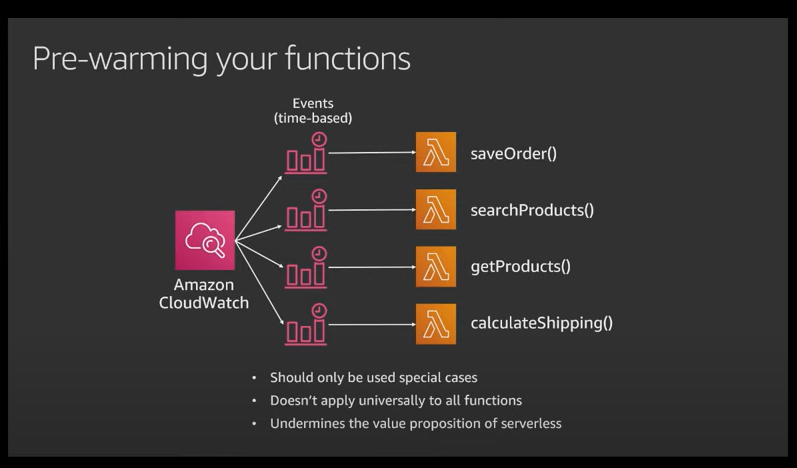 Pre-warming your functions
Events
(time-based)
saveOrder()
searchProducts()
getProducts()
calculateShipping()
Amazon
CloudWatch
• Should only be used special cases
• Doesn't apply universally to all functions
• Undermines the value proposition of serverless